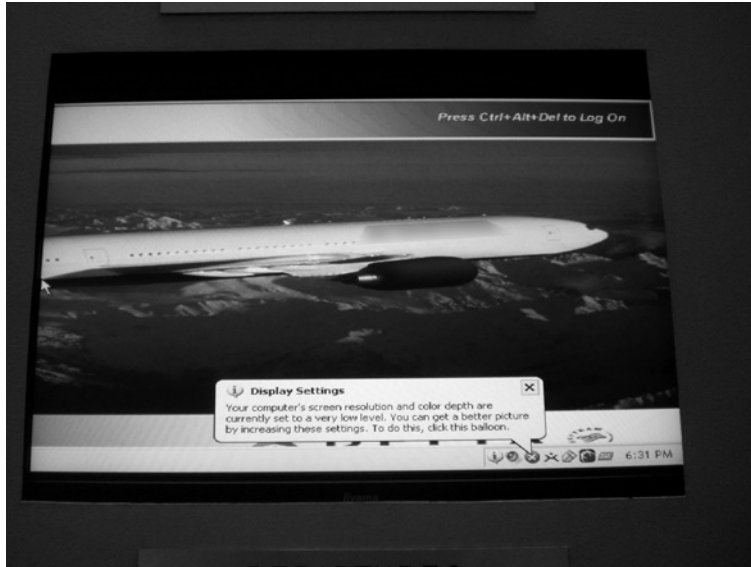 Press Ctrl+Alt+Del to Log On
Display Settings
Your computer's screen resolution and color depth are
currently set to a very low level. You can get a better picture
by increasing these settings. To do this, click this balloon.
6:31 PM